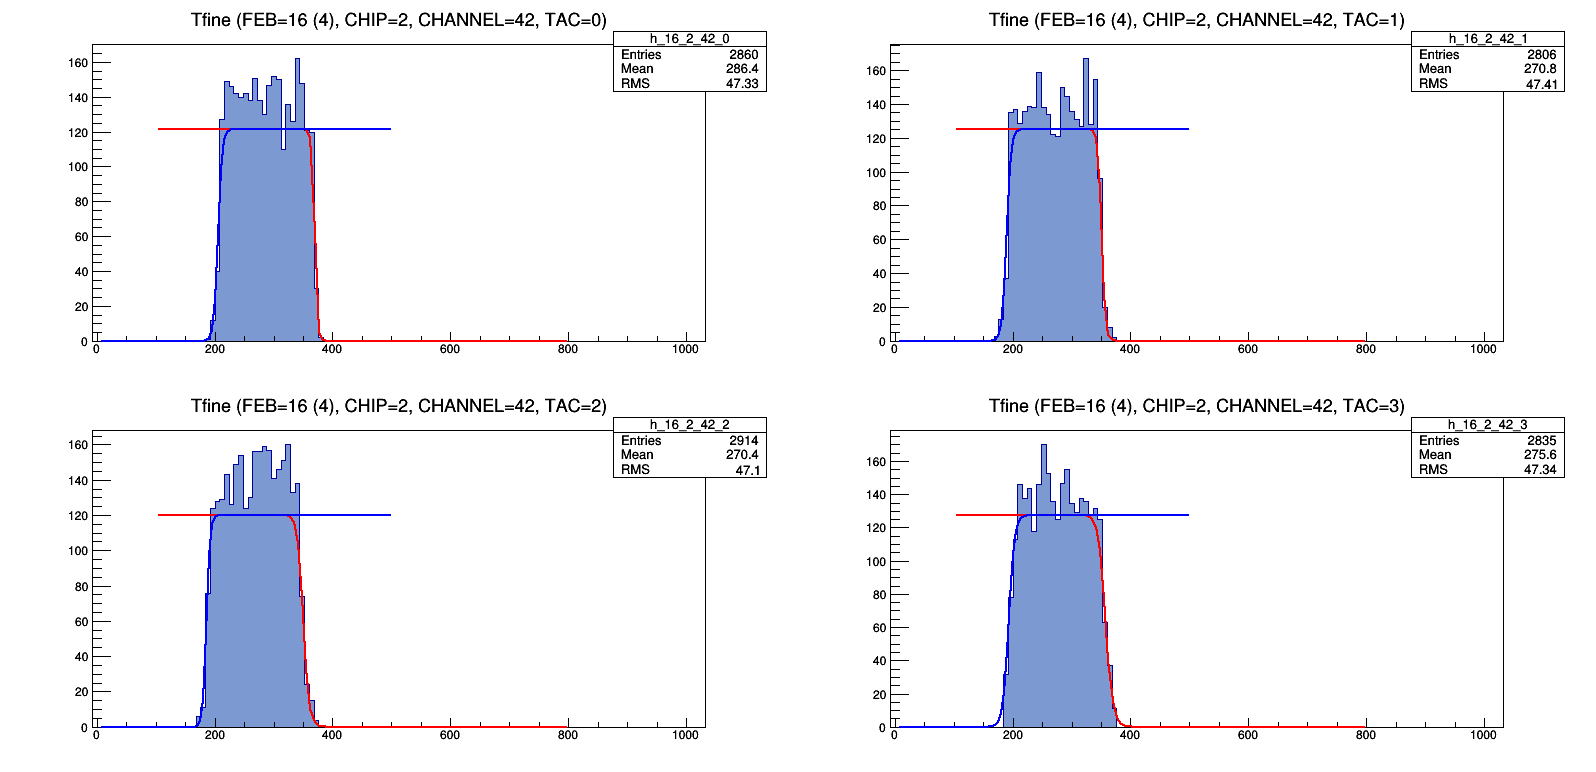 Tfine (FEB=16 (4), CHIP=2, CHANNEL=42, TAC=0)
h_16_2_42_0
Entries 2860
Mean 286.4
RMS 47.33
160
140
120
100
80
60
40
20
0
0 200 400 600 800 1000
Tfine (FEB=16 (4), CHIP=2, CHANNEL=42, TAC=1)
h_16_2_42_1
Entries 2806
Mean 270.8
RMS 47.41
160
140
120
100
80
60
40
20
0
0 200 400 600 800 1000
Tfine (FEB=16 (4), CHIP=2, CHANNEL=42, TAC=2)
h_16_2_42_2
Entries 2914
Mean 270.4
RMS 47.1
160
140
120
100
80
60
40
20
0
0 200 400 600 800 1000
Tfine (FEB=16 (4), CHIP=2, CHANNEL=42, TAC=3)
h_16_2_42_3
Entries 2835
Mean 275.6
RMS 47.34
160
140
120
100
80
60
40
20
0
0 200 400 600 800 1000